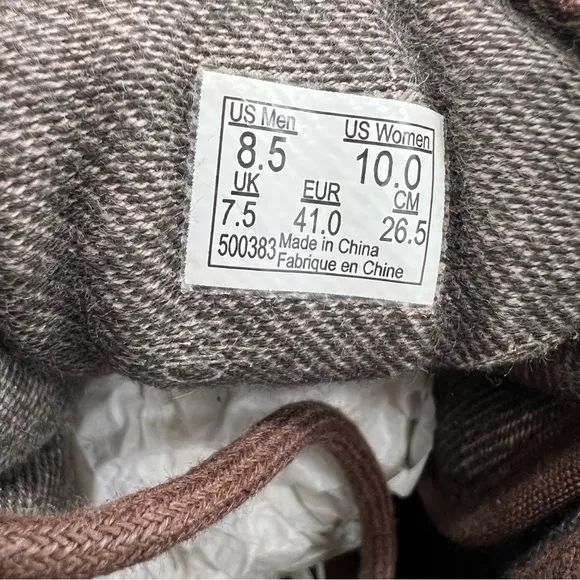 US Men US Women
8.5 10.0
UK EUR CM
7.5 41.0 26.5
500383 Made in China
Fabrique en Chine